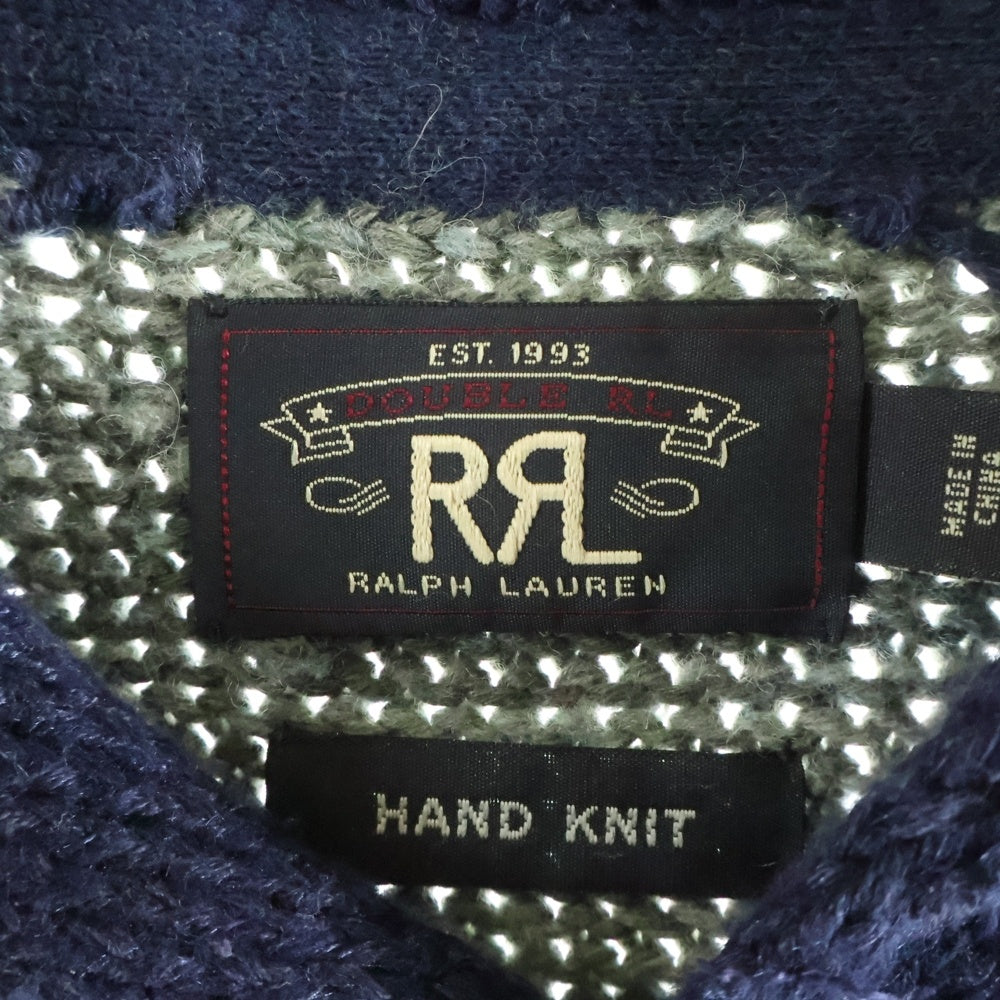 EST. 1993
DOUBLE RL
RRL
RALPH LAUREN
MADE IN
CHINA
HAND KNIT